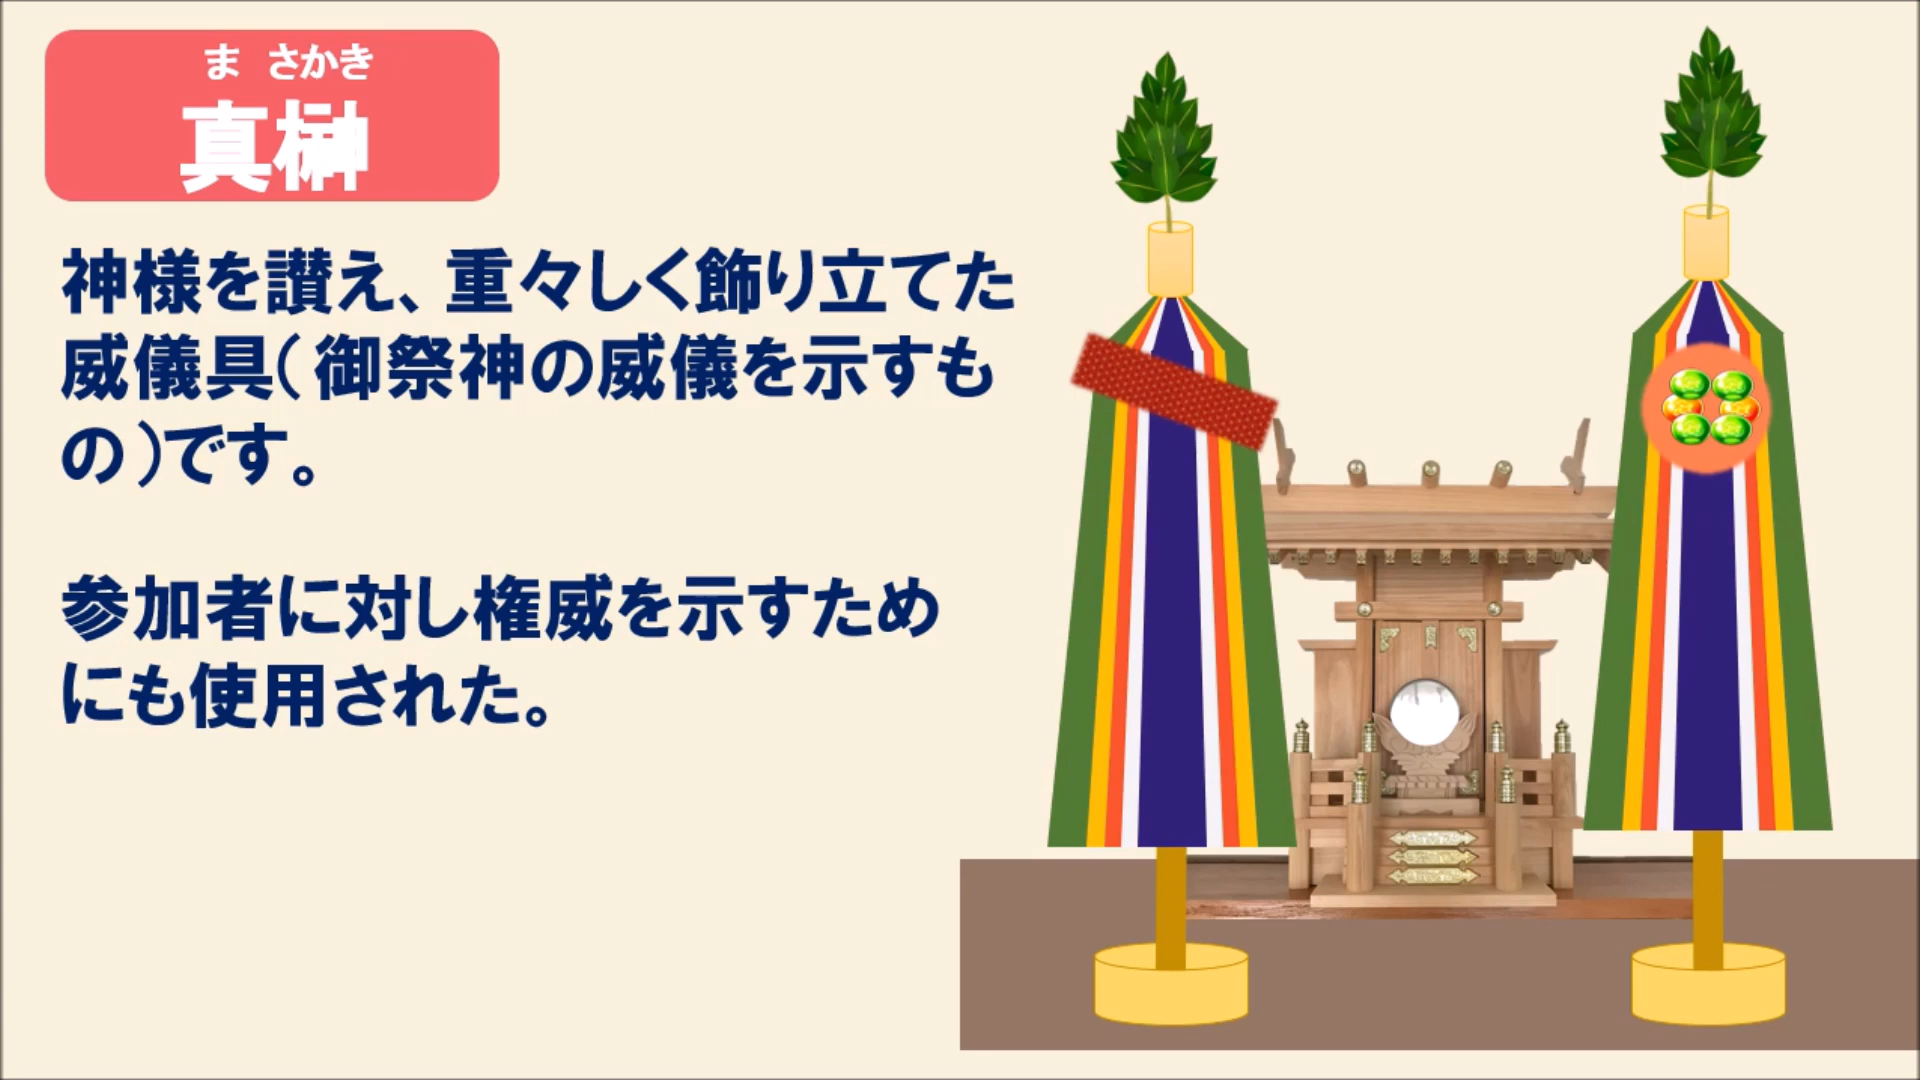 ま さかき
真榊
神様を讃え、重々しく飾り立てた
威儀具(御祭神の威儀を示すも
の)です。
参加者に対し権威を示すため
にも使用された。